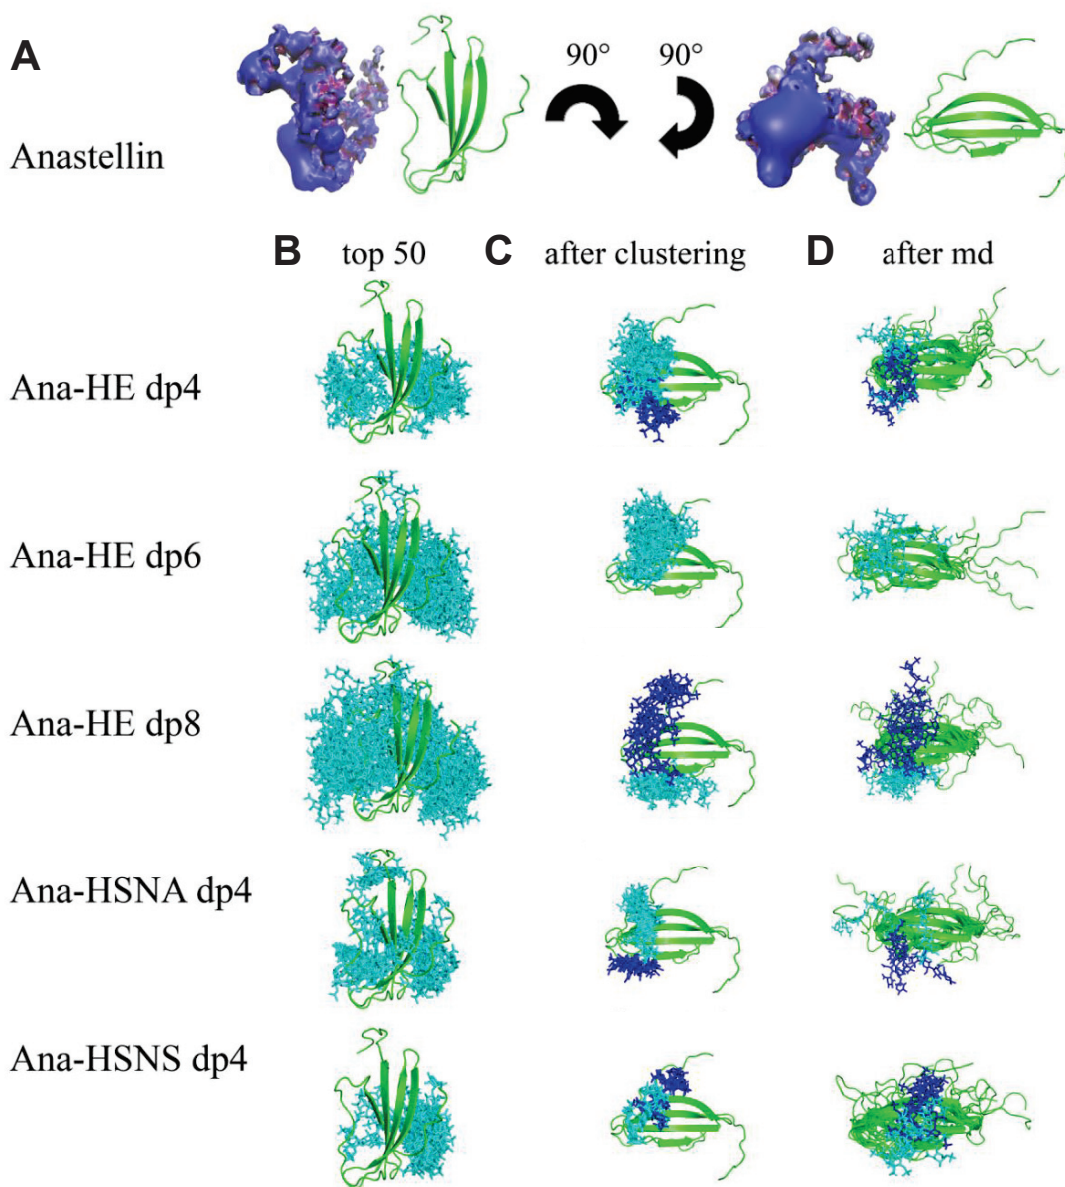 A
90°
90°
Anastellin
B
top 50
C
after clustering
D
after md
Ana-HE dp4
Ana-HE dp6
Ana-HE dp8
Ana-HSNA dp4
Ana-HSNS dp4